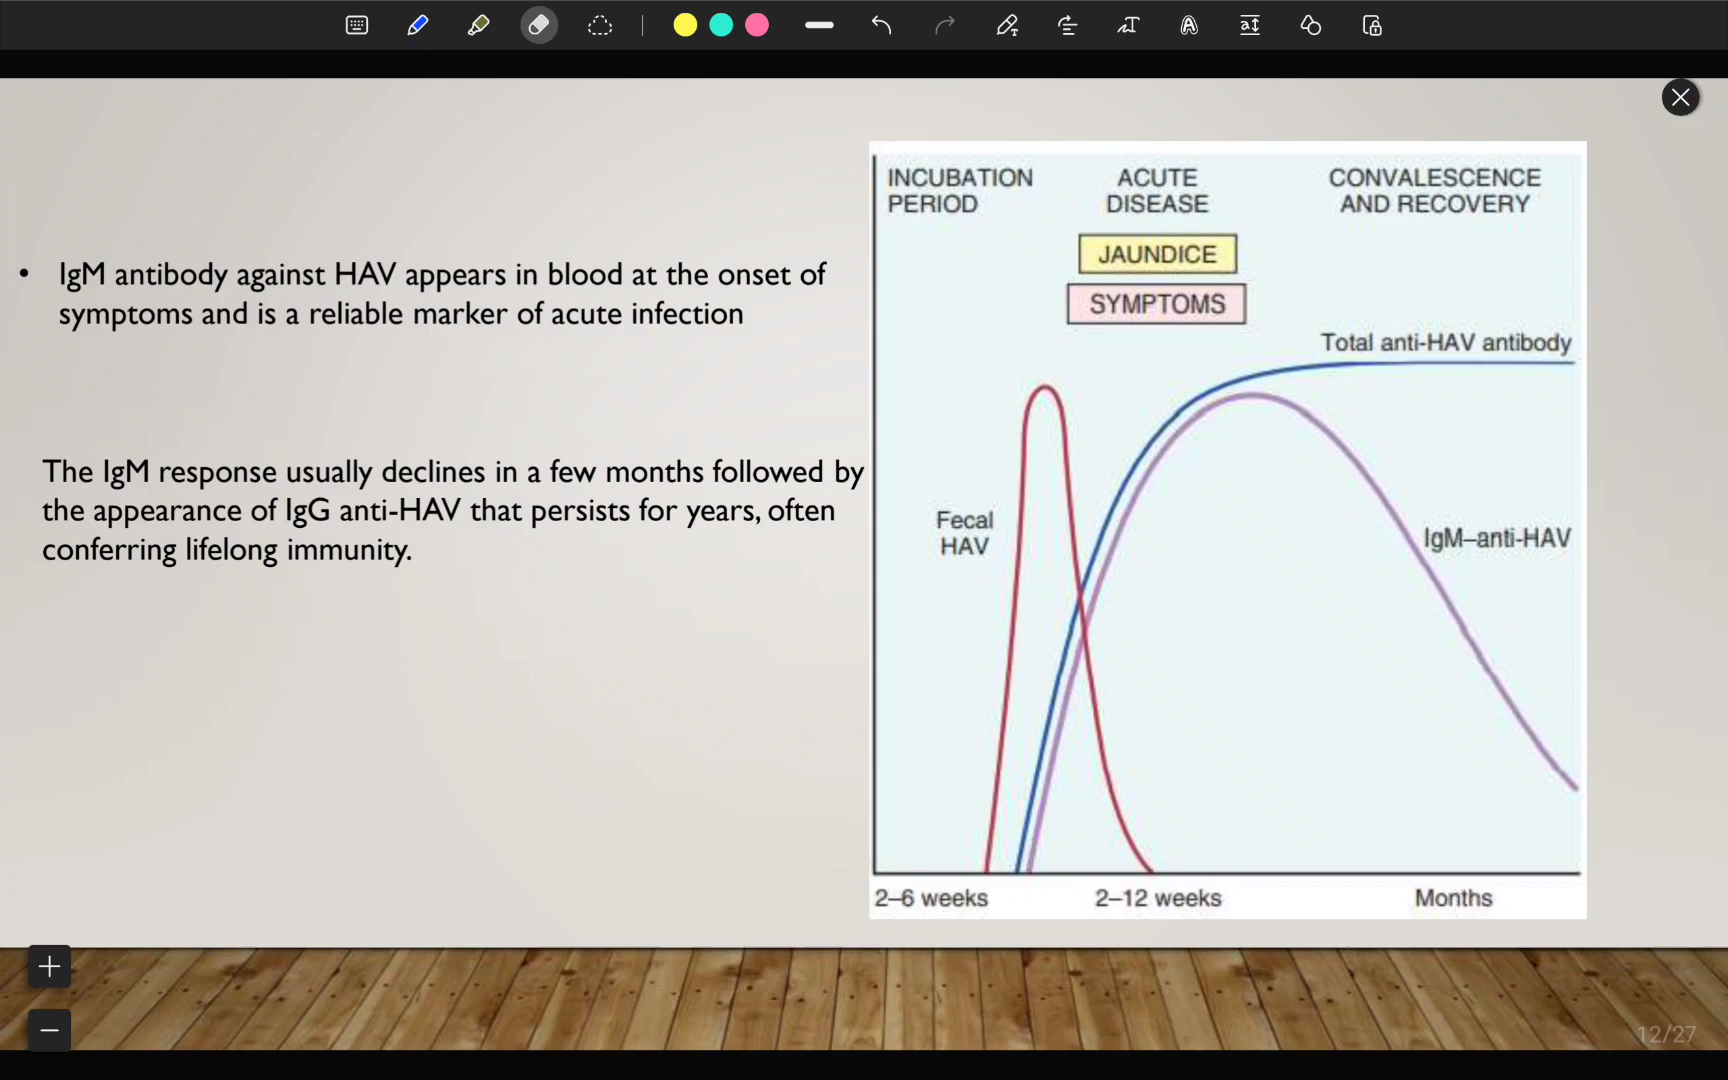 • IgM antibody against HAV appears in blood at the onset of
symptoms and is a reliable marker of acute infection
The IgM response usually declines in a few months followed by
the appearance of IgG anti-HAV that persists for years, often
conferring lifelong immunity.
INCUBATION
PERIOD
ACUTE
DISEASE
CONVALESCENCE
AND RECOVERY
JAUNDICE
SYMPTOMS
Total anti-HAV antibody
Fecal
HAV
IgM–anti-HAV
2–6 weeks
2–12 weeks
Months
12/27